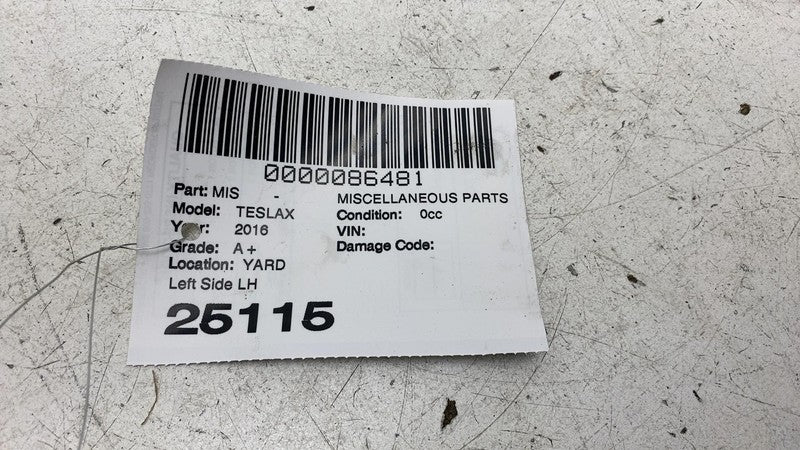 0000086481
Part: MIS - MISCELLANEOUS PARTS
Model: TESLAX Condition: 0cc
Year: 2016 VIN:
Grade: A+ Damage Code:
Location: YARD
Left Side LH
25115